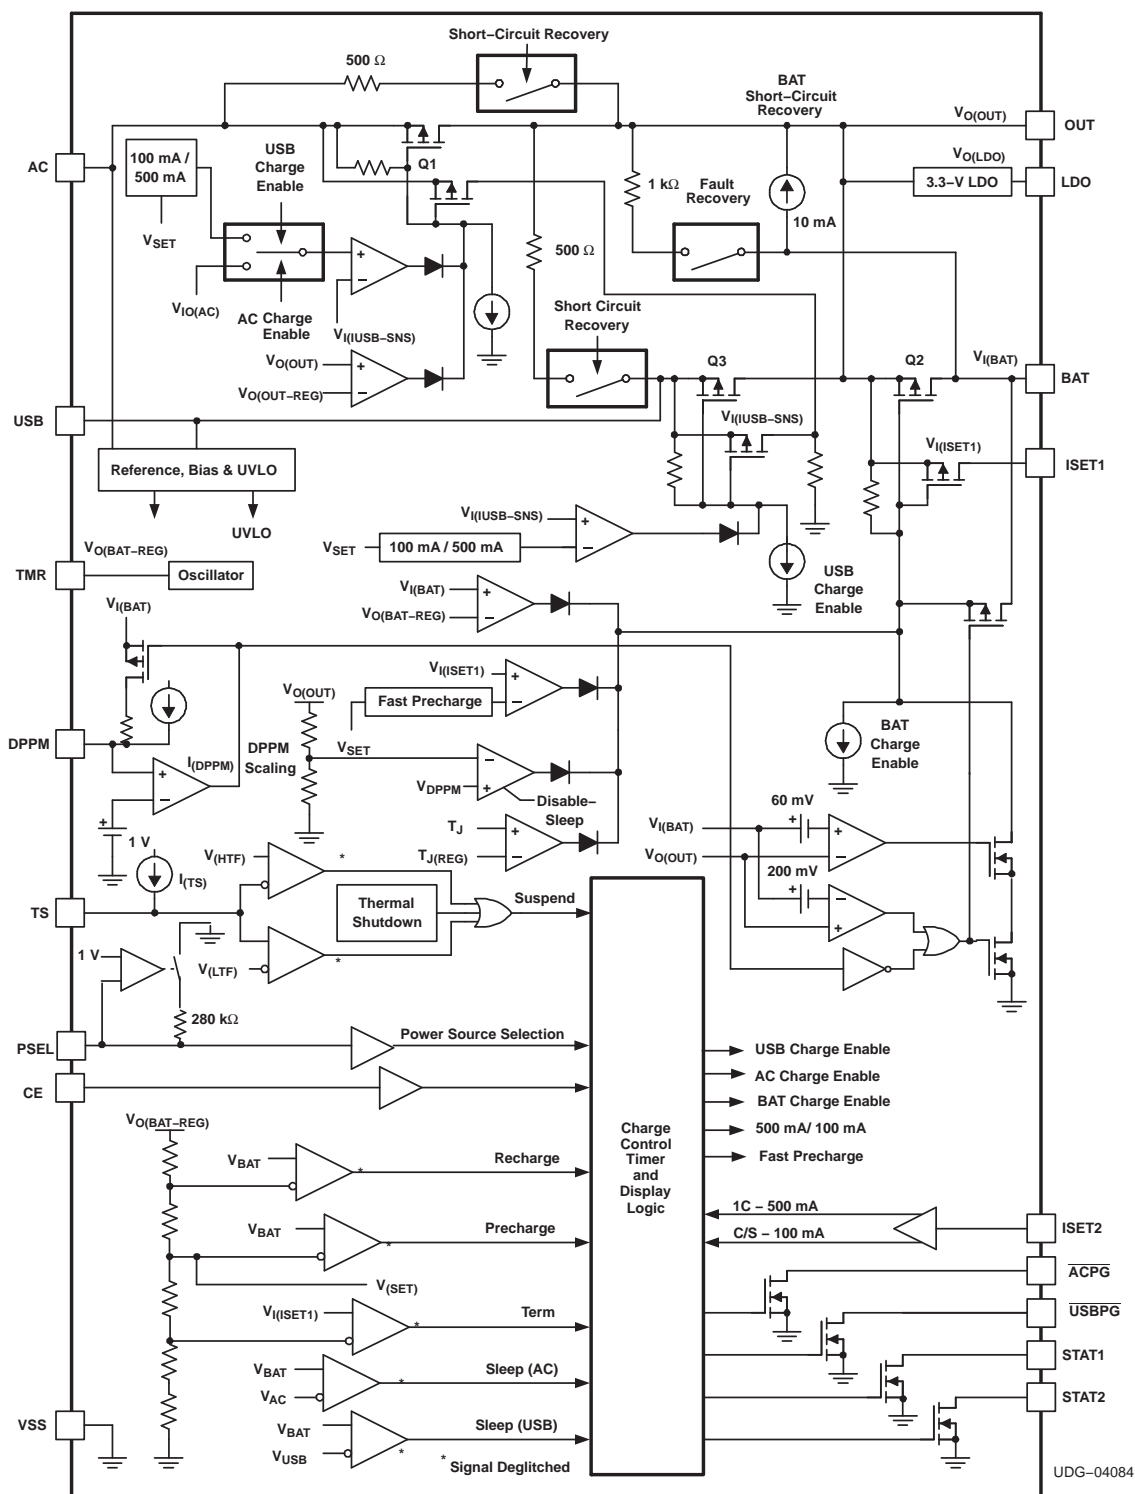 Short–Circuit Recovery
500 Ω
BAT
Short–Circuit
Recovery
VO(OUT)
OUT
AC
100 mA /
500 mA
USB
Charge
Enable
Q1
1 kΩ
Fault
Recovery
10 mA
VO(LDO)
3.3–V LDO
LDO
VSET
500 Ω
VIO(AC)
AC Charge
Enable
VI(IUSB–SNS)
Short Circuit
Recovery
VO(OUT)
VO(OUT–REG)
Q3
Q2
VI(BAT)
BAT
USB
VI(IUSB–SNS)
VI(ISET1)
ISET1
Reference, Bias & UVLO
UVLO
VI(IUSB–SNS)
VSET
100 mA / 500 mA
USB
Charge
Enable
VO(BAT–REG)
TMR
Oscillator
VI(BAT)
VO(BAT–REG)
VI(BAT)
VI(ISET1)
VO(OUT)
Fast Precharge
VSET
DPPM
DPPM
Scaling
I(DPPM)
VDPPM
Disable–
Sleep
BAT
Charge
Enable
1 V
TJ
TJ(REG)
60 mV
VI(BAT)
VO(OUT)
200 mV
V(HTF)
*
I(TS)
TS
Thermal
Shutdown
Suspend
1 V
V(LTF)
*
280 kΩ
PSEL
Power Source Selection
CE
USB Charge Enable
AC Charge Enable
BAT Charge Enable
500 mA/ 100 mA
Fast Precharge
Charge
Control
Timer
and
Display
Logic
VO(BAT–REG)
VBAT
*
Recharge
VBAT
*
Precharge
V(SET)
1C – 500 mA
C/S – 100 mA
ISET2
ACPG
VI(ISET1)
*
Term
USBPG
VBAT
VAC
*
Sleep (AC)
STAT1
STAT2
VSS
VBAT
VUSB
*
Sleep (USB)
* Signal Deglitched
UDG–04084